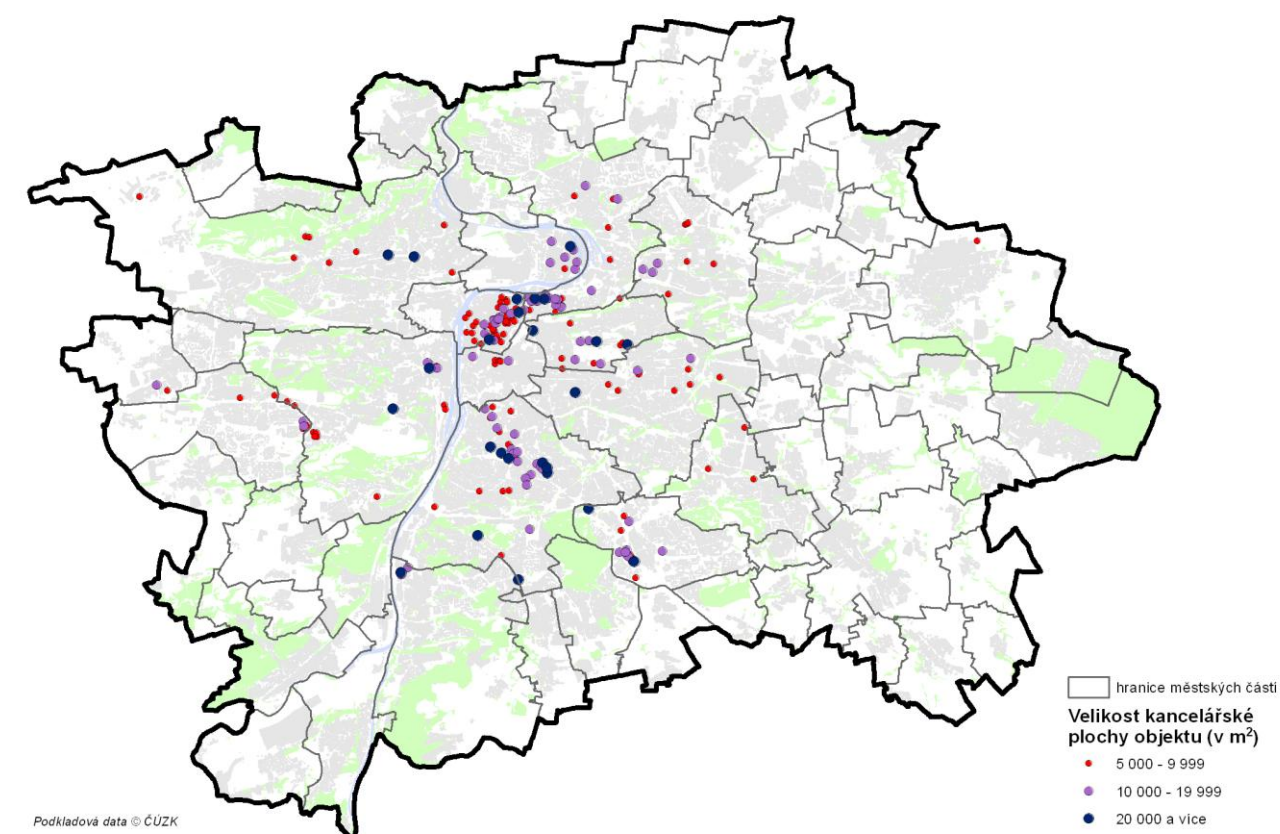 hranice městských částí
Velikost kancelářské
plochy objektu (v m²)
5 000 - 9 999
10 000 - 19 999
20 000 a více
Podkladová data © ČÚZK